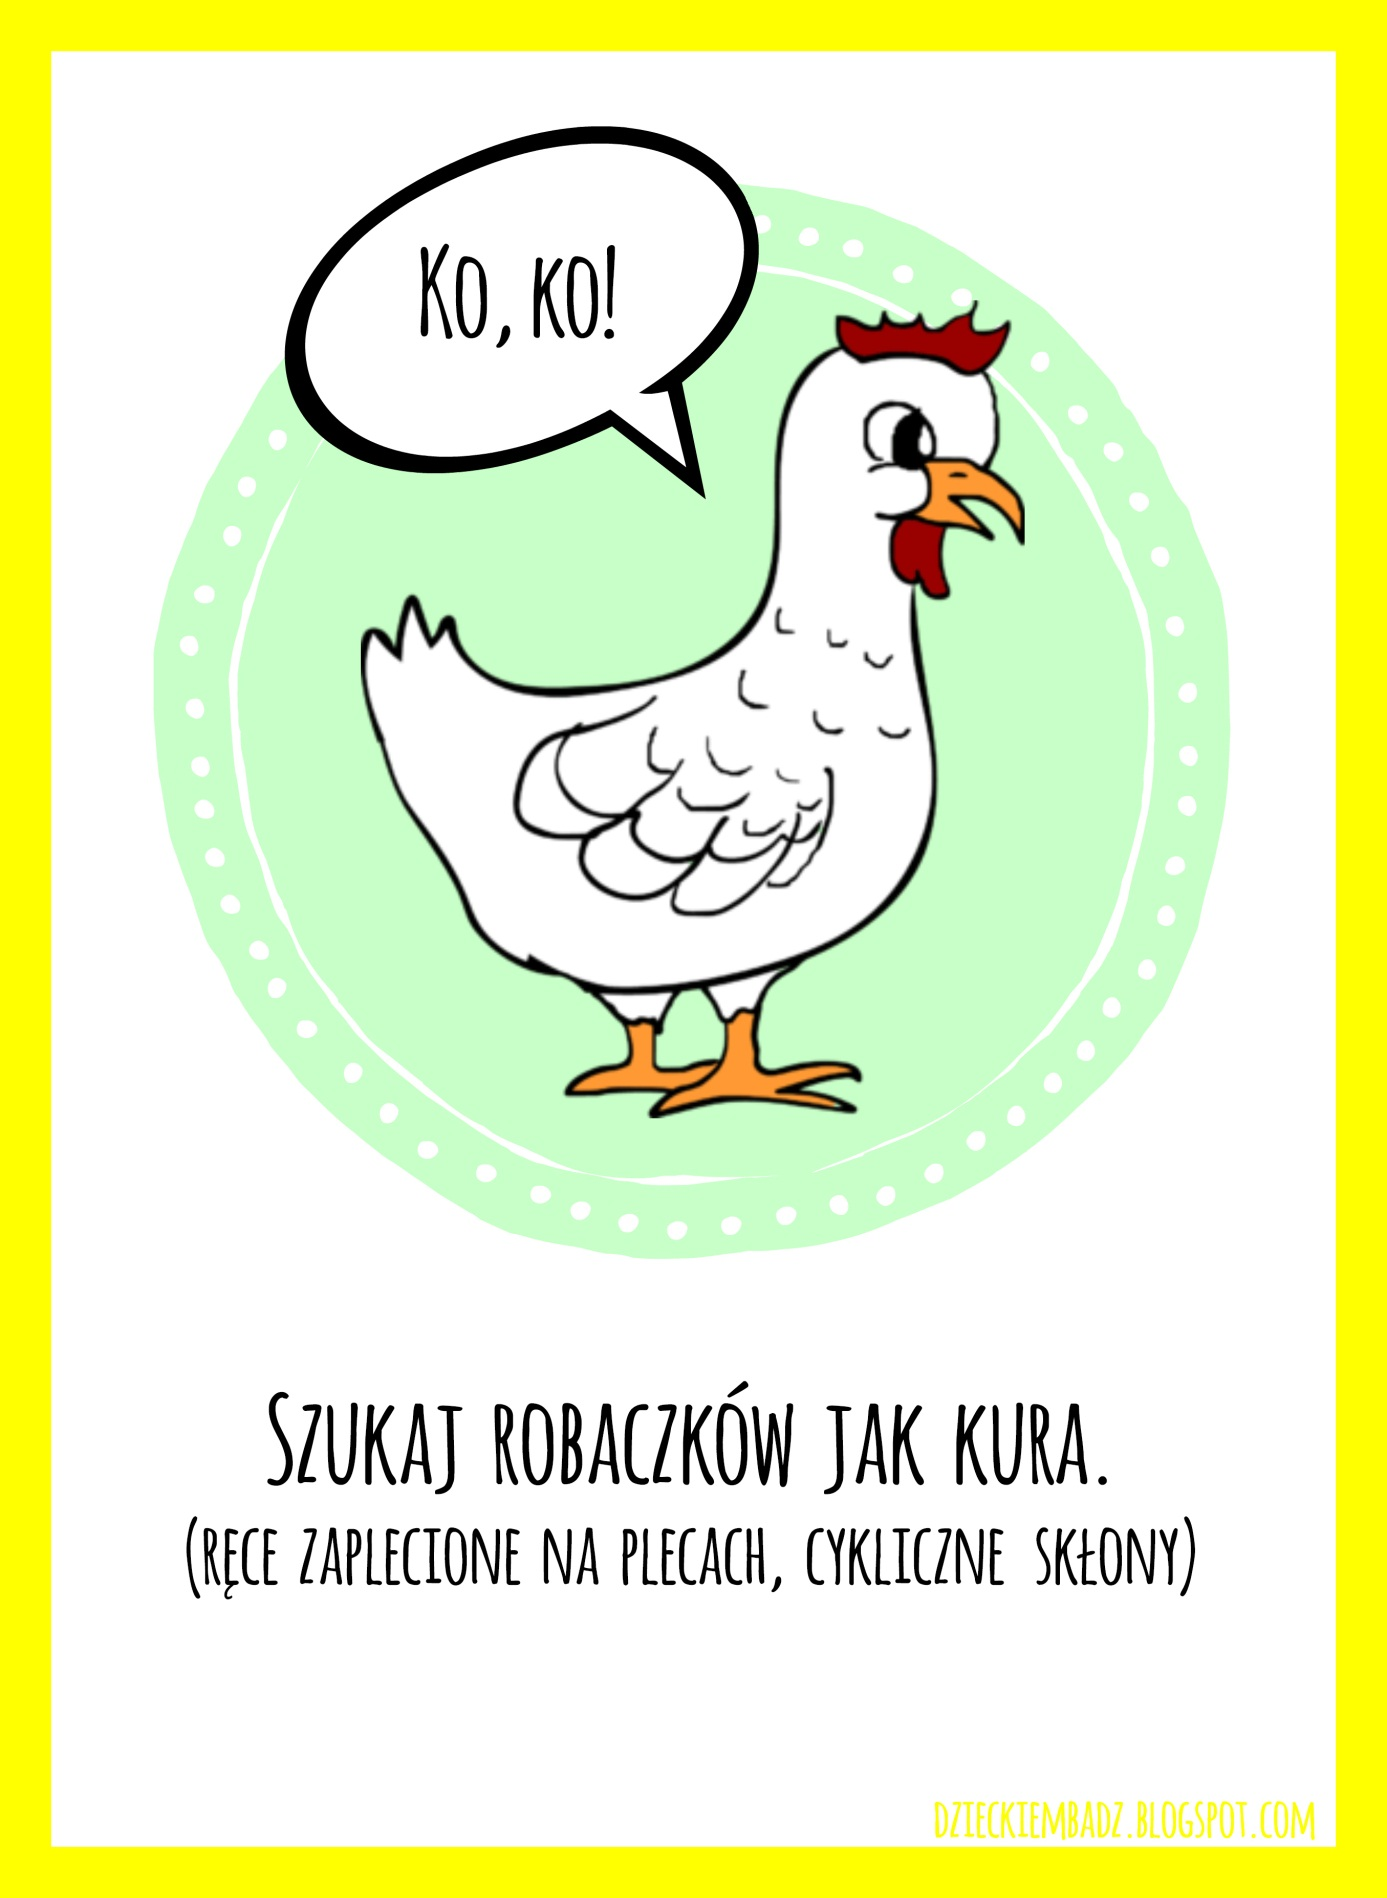 Ko, ko!
Szukaj robaczków jak kura.
(ręce zaplecione na plecach, cykliczne skłony)
dzieckiembadz.blogspot.com